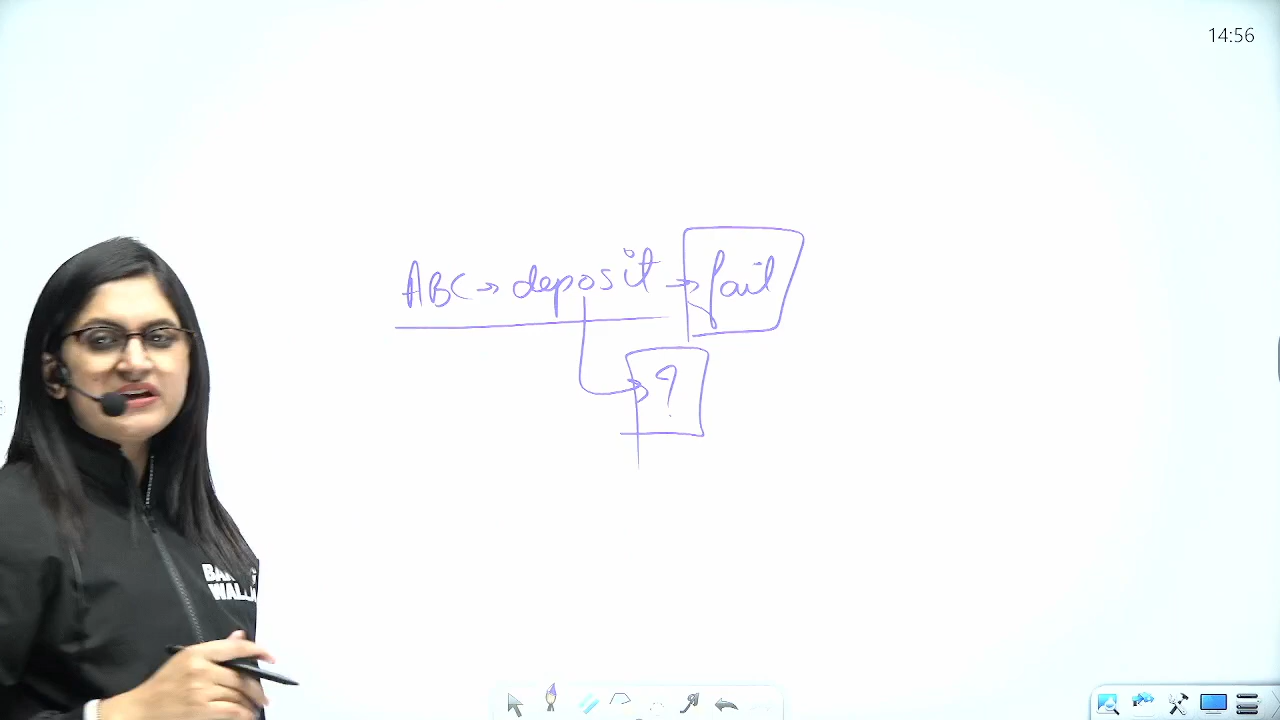 14:56
ABC → deposit → fail
?